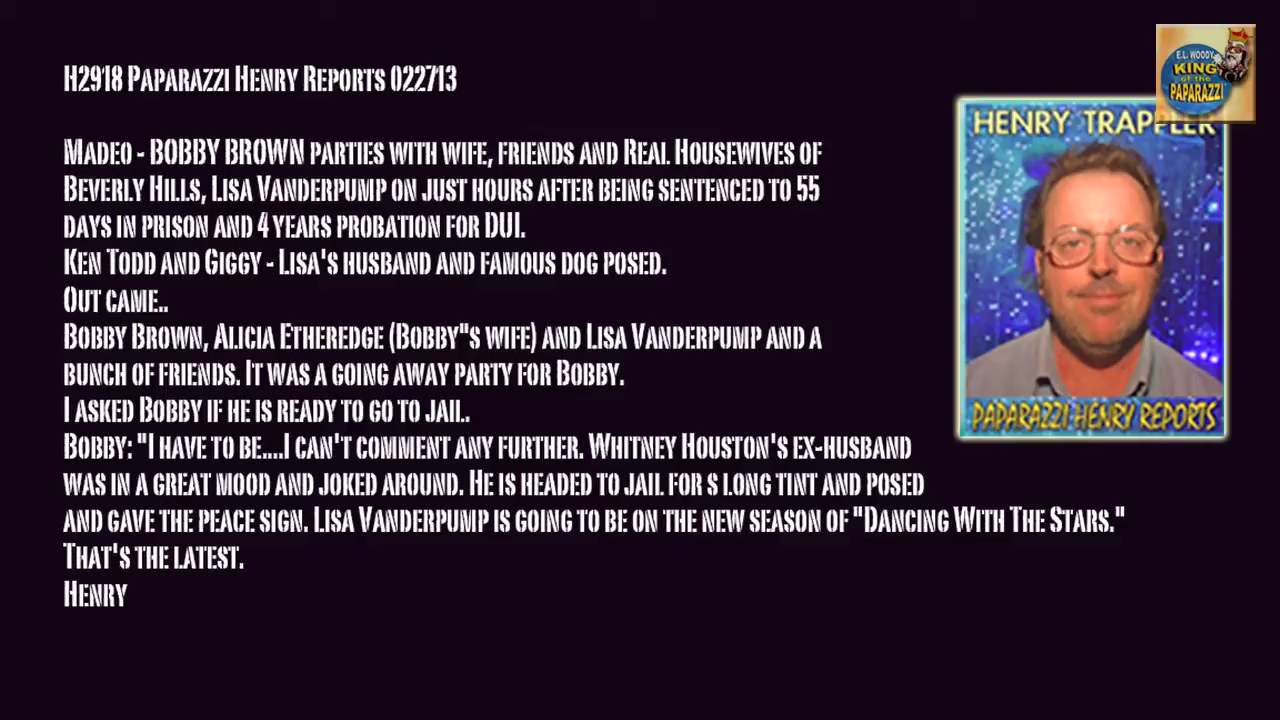 H2918 Paparazzi Henry Reports 022713
Madeo - BOBBY BROWN parties with wife, friends and Real Housewives of
Beverly Hills, Lisa Vanderpump on just hours after being sentenced to 55
days in prison and 4 years probation for DUI.
Ken Todd and Giggy - Lisa's husband and famous dog posed.
Out came..
Bobby Brown, Alicia Etheredge (Bobby"s wife) and Lisa Vanderpump and a
bunch of friends. It was a going away party for Bobby.
I asked Bobby if he is ready to go to jail.
Bobby: "I have to be....I can't comment any further. Whitney Houston's ex-husband
was in a great mood and joked around. He is headed to jail for s long tint and posed
and gave the peace sign. Lisa Vanderpump is going to be on the new season of "Dancing With The Stars."
That's the latest.
Henry
E.L. WOODY
KING
of the
PAPARAZZI
HENRY TRAPPLER
PAPARAZZI HENRY REPORTS